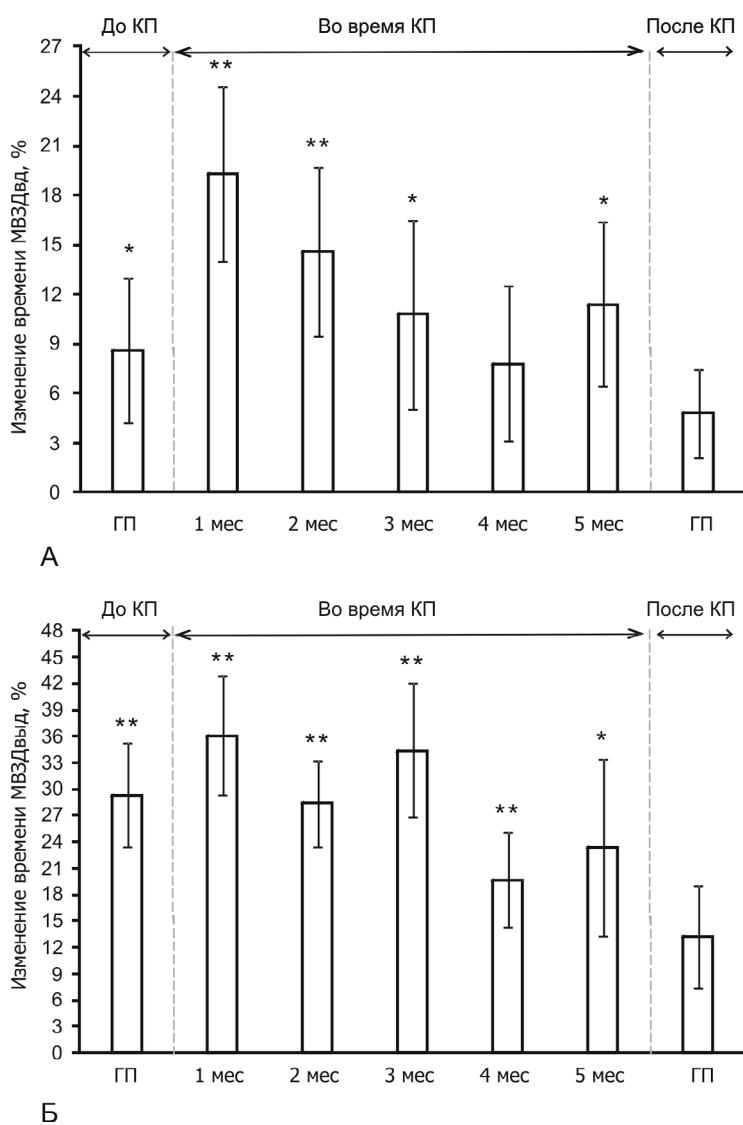 До КП Во время КП После КП
Изменение времени МВЗДвд, %
27
24
21
18
15
12
9
6
3
0
** ** * * *
ГП 1 мес 2 мес 3 мес 4 мес 5 мес ГП
А
До КП Во время КП После КП
Изменение времени МВЗДвыд, %
48
45
42
39
36
33
30
27
24
21
18
15
12
9
6
3
0
** ** ** ** ** *
ГП 1 мес 2 мес 3 мес 4 мес 5 мес ГП
Б